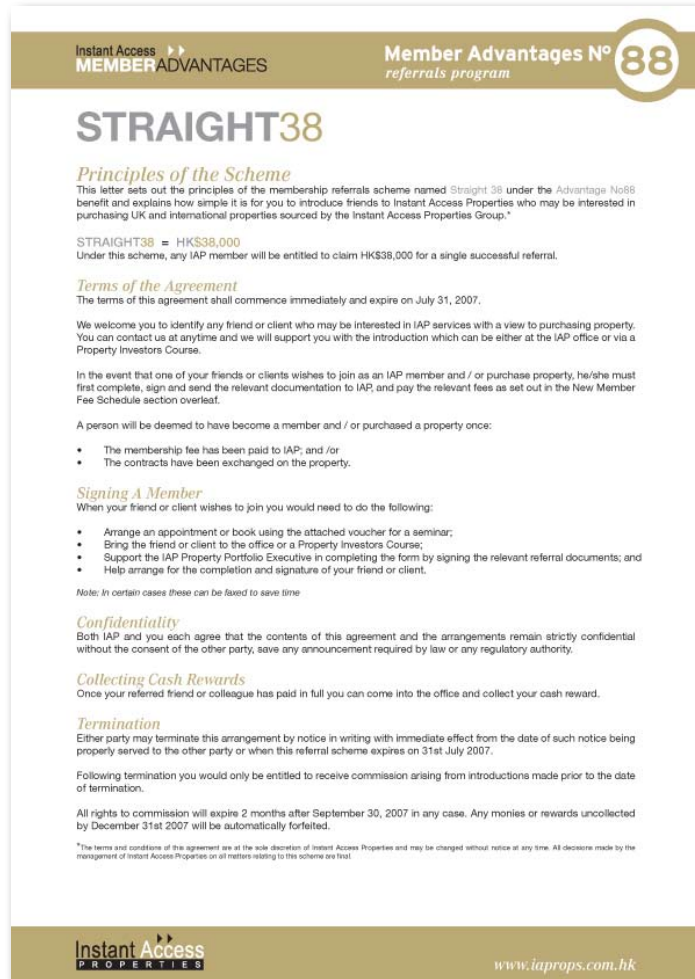 Instant Access
MEMBERADVANTAGES
Member Advantages Nº
referrals program
88
STRAIGHT38
Principles of the Scheme
This letter sets out the principles of the membership referrals scheme named Straight 38 under the Advantage No88
benefit and explains how simple it is for you to introduce friends to Instant Access Properties who may be interested in
purchasing UK and international properties sourced by the Instant Access Properties Group.*
STRAIGHT38 = HK$38,000
Under this scheme, any IAP member will be entitled to claim HK$38,000 for a single successful referral.
Terms of the Agreement
The terms of this agreement shall commence immediately and expire on July 31, 2007.
We welcome you to identify any friend or client who may be interested in IAP services with a view to purchasing property.
You can contact us at anytime and we will support you with the introduction which can be either at the IAP office or via a
Property Investors Course.
In the event that one of your friends or clients wishes to join as an IAP member and / or purchase property, he/she must
first complete, sign and send the relevant documentation to IAP, and pay the relevant fees as set out in the New Member
Fee Schedule section overleaf.
A person will be deemed to have become a member and / or purchased a property once:
• The membership fee has been paid to IAP; and /or
• The contracts have been exchanged on the property.
Signing A Member
When your friend or client wishes to join you would need to do the following:
• Arrange an appointment or book using the attached voucher for a seminar;
• Bring the friend or client to the office or a Property Investors Course;
• Support the IAP Property Portfolio Executive in completing the form by signing the relevant referral documents; and
• Help arrange for the completion and signature of your friend or client.
Note: In certain cases these can be faxed to save time
Confidentiality
Both IAP and you each agree that the contents of this agreement and the arrangements remain strictly confidential
without the consent of the other party, save any announcement required by law or any regulatory authority.
Collecting Cash Rewards
Once your referred friend or colleague has paid in full you can come into the office and collect your cash reward.
Termination
Either party may terminate this arrangement by notice in writing with immediate effect from the date of such notice being
properly served to the other party or when this referral scheme expires on 31st July 2007.
Following termination you would only be entitled to receive commission arising from introductions made prior to the date
of termination.
All rights to commission will expire 2 months after September 30, 2007 in any case. Any monies or rewards uncollected
by December 31st 2007 will be automatically forfeited.
*The terms and conditions of this agreement are at the sole discretion of Instant Access Properties and may be changed without notice at any time. All decisions made by the
management of Instant Access Properties on all matters relating to this scheme are final.
Instant Access
PROPERTIES
www.iaprops.com.hk